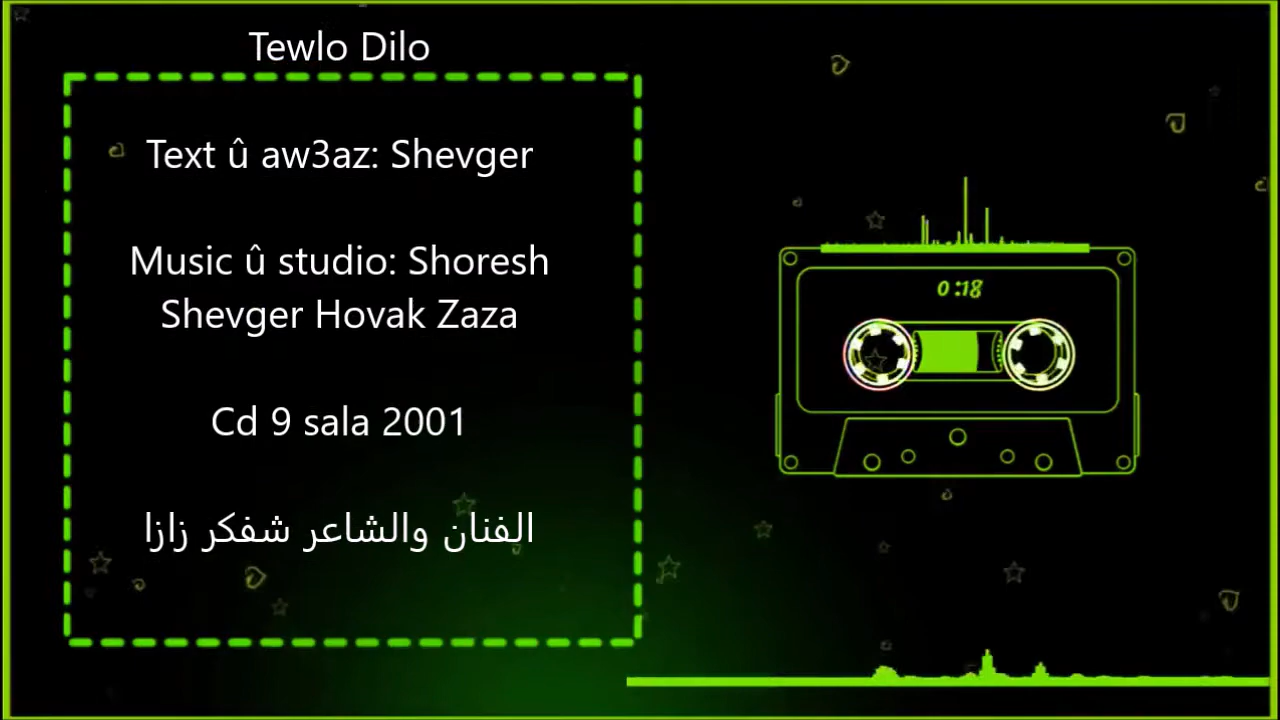 Tewlo Dilo
Text û aw3az: Shevger
Music û studio: Shoresh
Shevger Hovak Zaza
Cd 9 sala 2001
الفنان والشاعر شفكر زازا
0:18